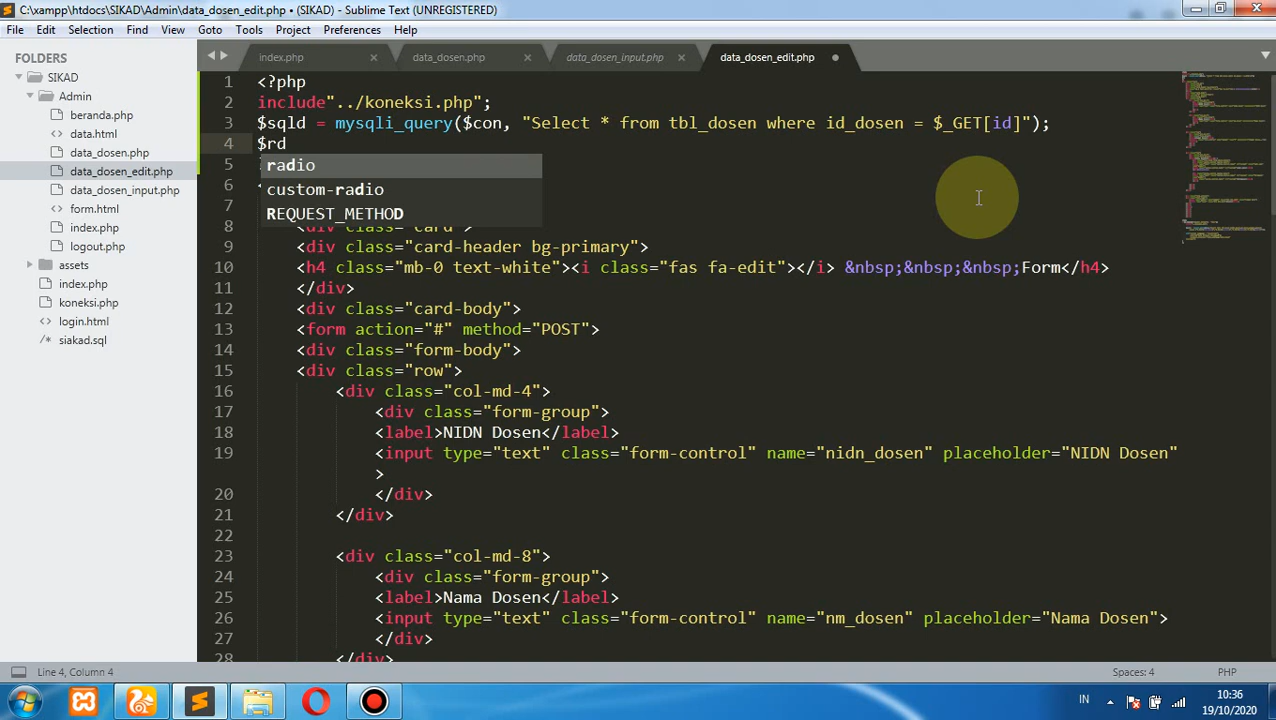 C:\xampp\htdocs\SIKAD\Admin\data_dosen_edit.php • (SIKAD) - Sublime Text (UNREGISTERED)
File Edit Selection Find View Goto Tools Project Preferences Help
FOLDERS
SIKAD
Admin
beranda.php
data.html
data_dosen.php
data_dosen_edit.php
data_dosen_input.php
form.html
index.php
logout.php
assets
index.php
koneksi.php
login.html
siakad.sql
index.php data_dosen.php data_dosen_input.php data_dosen_edit.php
1 <?php
2 include"../koneksi.php";
3 $sqld = mysqli_query($con, "Select * from tbl_dosen where id_dosen = $_GET[id]");
4 $rd
5
radio
6
custom-radio
7
REQUEST_METHOD
8 <div class="card">
9 <div class="card-header bg-primary">
10 <h4 class="mb-0 text-white"><i class="fas fa-edit"></i> &nbsp;&nbsp;&nbsp;Form</h4>
11 </div>
12 <div class="card-body">
13 <form action="#" method="POST">
14 <div class="form-body">
15 <div class="row">
16 <div class="col-md-4">
17 <div class="form-group">
18 <label>NIDN Dosen</label>
19 <input type="text" class="form-control" name="nidn_dosen" placeholder="NIDN Dosen"
>
20 </div>
21 </div>
22
23 <div class="col-md-8">
24 <div class="form-group">
25 <label>Nama Dosen</label>
26 <input type="text" class="form-control" name="nm_dosen" placeholder="Nama Dosen">
27 </div>
28 </div>
Line 4, Column 4
Spaces: 4
PHP
IN
10:36
19/10/2020